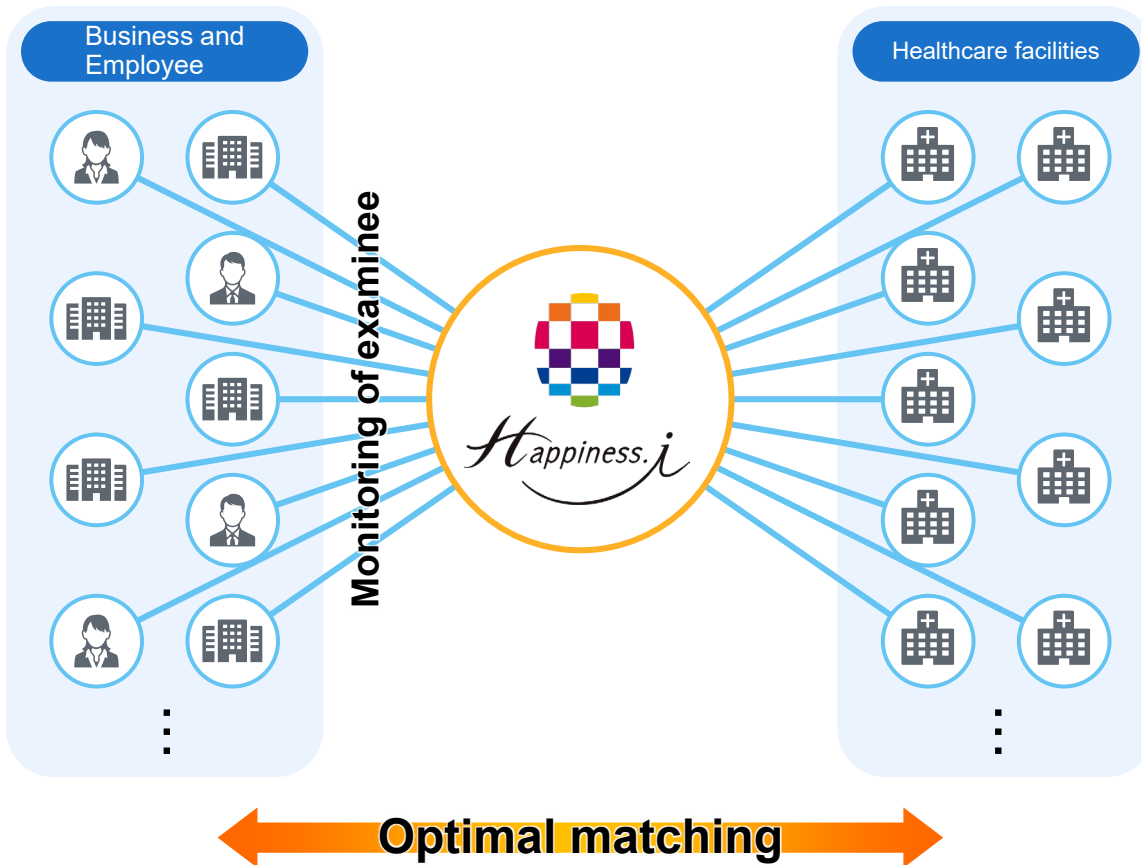 Business and
Employee
Healthcare facilities
Monitoring of examinee
Happiness.i
Optimal matching